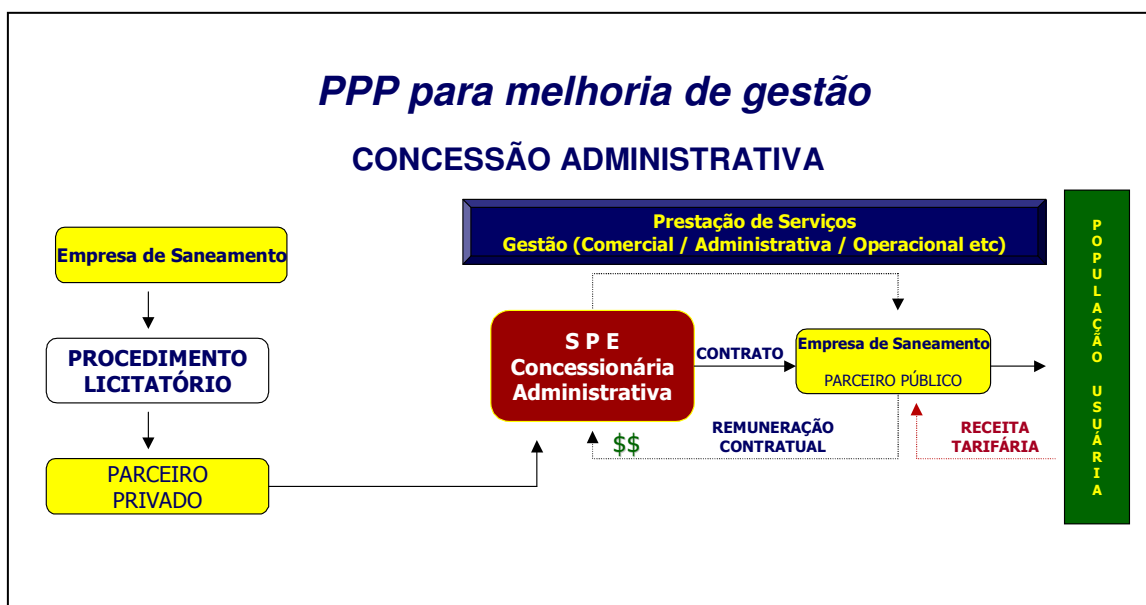 PPP para melhoria de gestão
CONCESSÃO ADMINISTRATIVA
Prestação de Serviços
Gestão (Comercial / Administrativa / Operacional etc)
Empresa de Saneamento
PROCEDIMENTO
LICITATÓRIO
PARCEIRO
PRIVADO
S P E
Concessionária
Administrativa
CONTRATO
Empresa de Saneamento
PARCEIRO PÚBLICO
$$
REMUNERAÇÃO
CONTRATUAL
RECEITA
TARIFÁRIA
POPULAÇÃO USUÁRIA